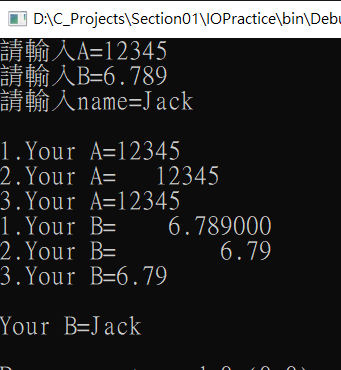 D:\C_Projects\Section01\IOPractice\bin\Debu
請輸入A=12345
請輸入B=6.789
請輸入name=Jack
1.Your A=12345
2.Your A=   12345
3.Your A=12345
1.Your B=    6.789000
2.Your B=        6.79
3.Your B=6.79
Your B=Jack